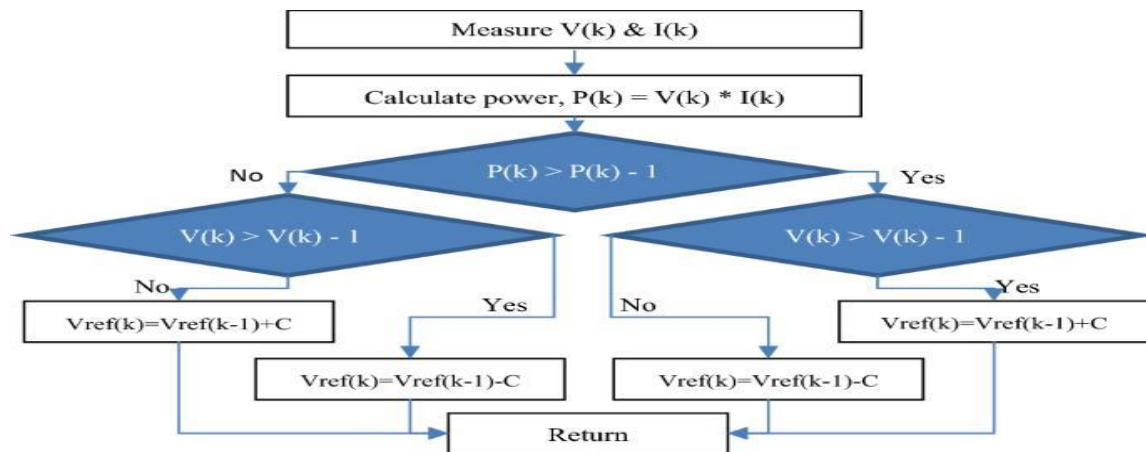 Measure V(k) & I(k)
Calculate power, P(k) = V(k) * I(k)
P(k) > P(k) - 1
No
Yes
V(k) > V(k) - 1
V(k) > V(k) - 1
No
Yes
No
Yes
Vref(k)=Vref(k-1)+C
Vref(k)=Vref(k-1)+C
Vref(k)=Vref(k-1)-C
Vref(k)=Vref(k-1)-C
Return